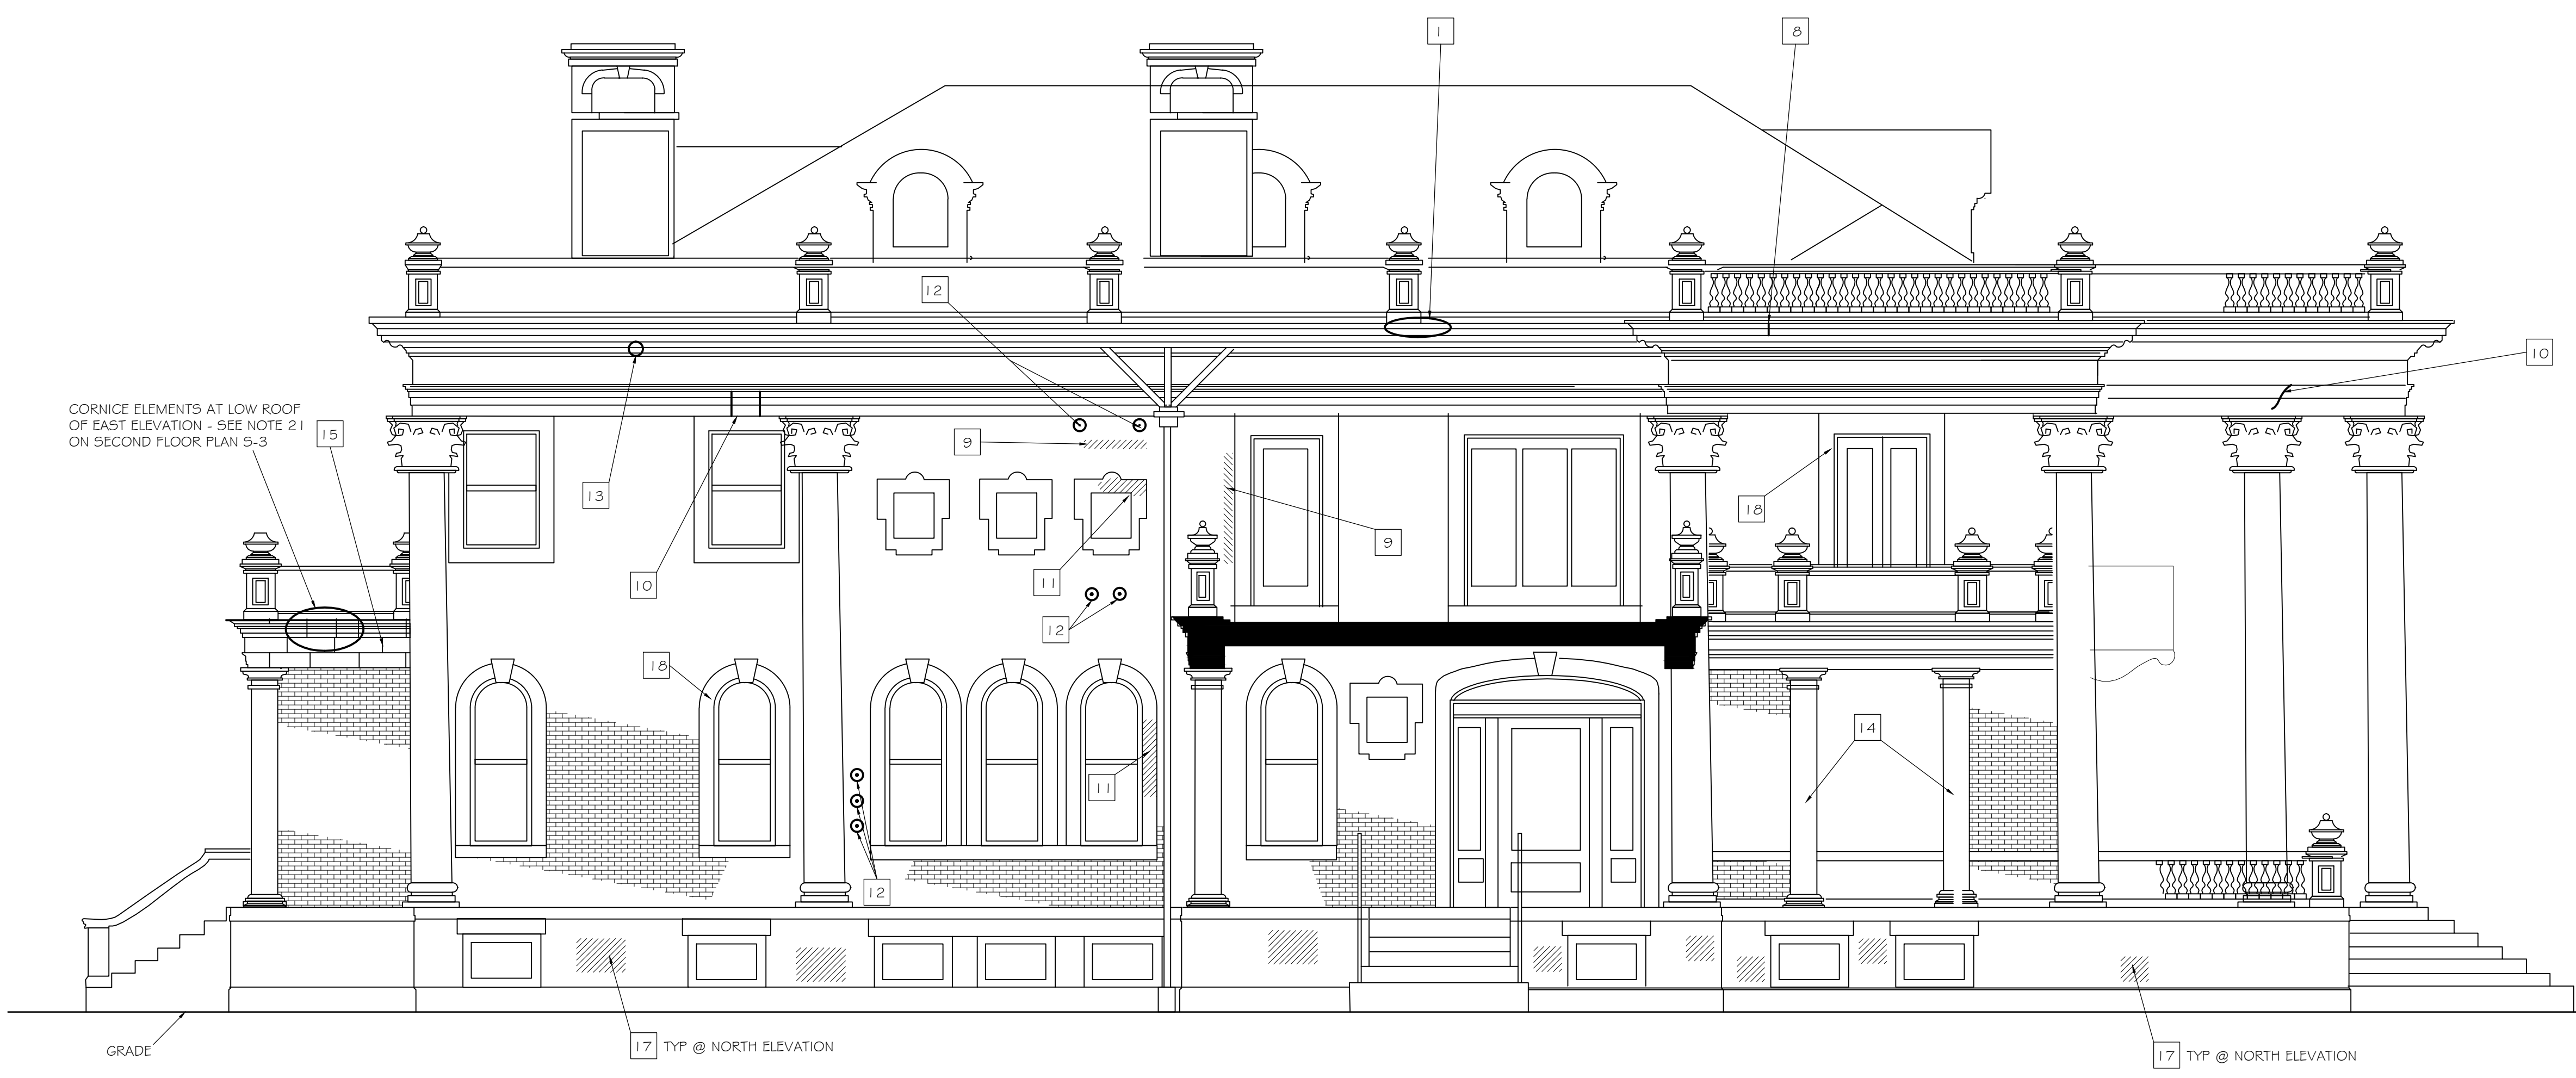 1
8
12
10
CORNICE ELEMENTS AT LOW ROOF
OF EAST ELEVATION - SEE NOTE 21
ON SECOND FLOOR PLAN S-3
15
9
13
18
9
11
10
12
18
14
11
12
GRADE
17 TYP @ NORTH ELEVATION
17 TYP @ NORTH ELEVATION